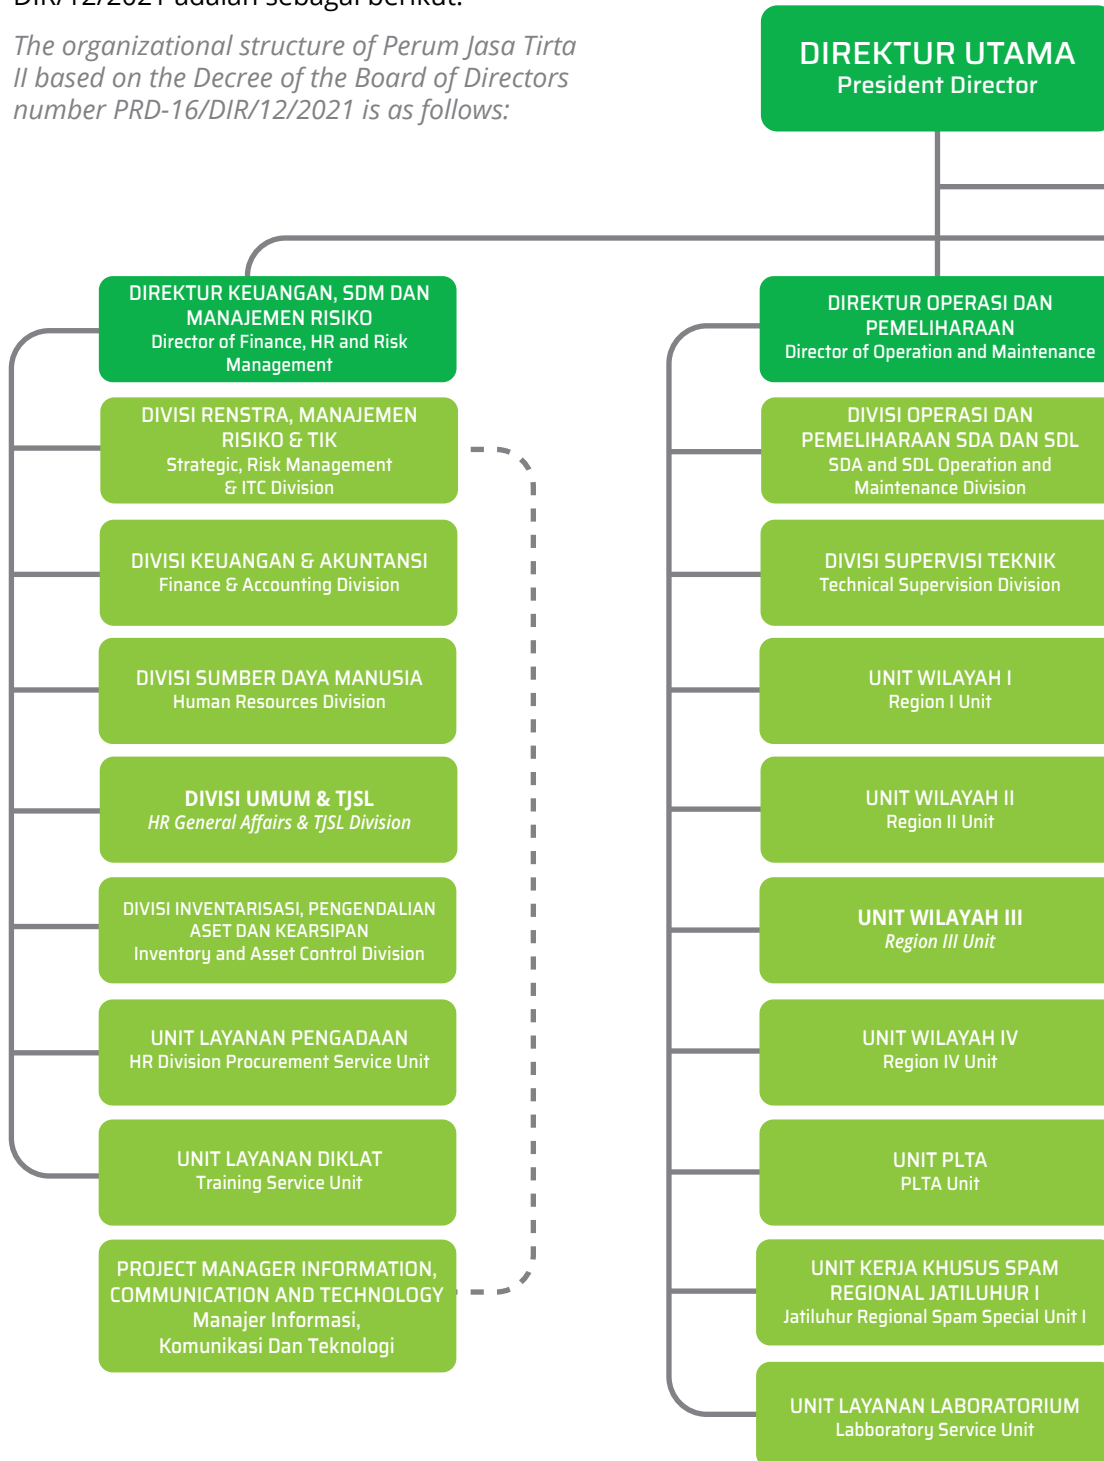 DIR/12/2021 adalah sebagai berikut:
The organizational structure of Perum Jasa Tirta
II based on the Decree of the Board of Directors
number PRD-16/DIR/12/2021 is as follows:
DIREKTUR UTAMA
President Director
DIREKTUR KEUANGAN, SDM DAN
MANAJEMEN RISIKO
Director of Finance, HR and Risk
Management
DIVISI RENSTRA, MANAJEMEN
RISIKO & TIK
Strategic, Risk Management
& ITC Division
DIVISI KEUANGAN & AKUNTANSI
Finance & Accounting Division
DIVISI SUMBER DAYA MANUSIA
Human Resources Division
DIVISI UMUM & TJSL
HR General Affairs & TJSL Division
DIVISI INVENTARISASI, PENGENDALIAN
ASET DAN KEARSIPAN
Inventory and Asset Control Division
UNIT LAYANAN PENGADAAN
HR Division Procurement Service Unit
UNIT LAYANAN DIKLAT
Training Service Unit
PROJECT MANAGER INFORMATION,
COMMUNICATION AND TECHNOLOGY
Manajer Informasi,
Komunikasi Dan Teknologi
DIREKTUR OPERASI DAN
PEMELIHARAAN
Director of Operation and Maintenance
DIVISI OPERASI DAN
PEMELIHARAAN SDA DAN SDL
SDA and SDL Operation and
Maintenance Division
DIVISI SUPERVISI TEKNIK
Technical Supervision Division
UNIT WILAYAH I
Region I Unit
UNIT WILAYAH II
Region II Unit
UNIT WILAYAH III
Region III Unit
UNIT WILAYAH IV
Region IV Unit
UNIT PLTA
PLTA Unit
UNIT KERJA KHUSUS SPAM
REGIONAL JATILUHUR I
Jatiluhur Regional Spam Special Unit I
UNIT LAYANAN LABORATORIUM
Labboratory Service Unit